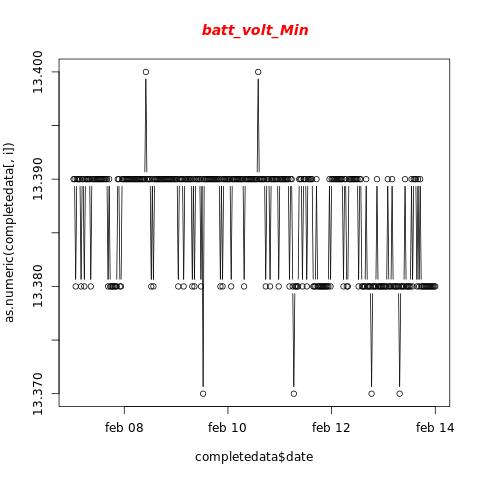 batt_volt_Min
as.numeric(completedata[, i])
13.400
13.390
13.380
13.370
feb 08
feb 10
feb 12
feb 14
completedata$date